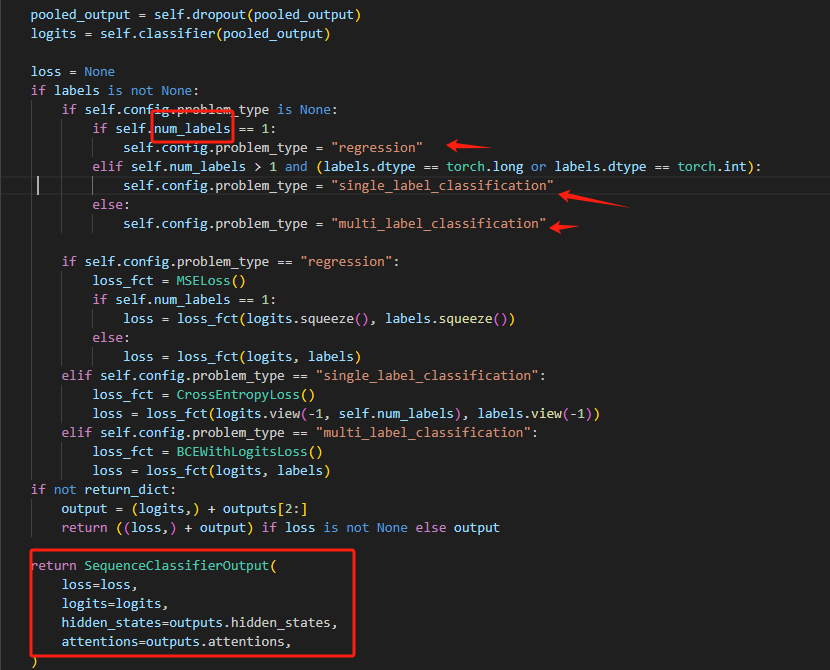 pooled_output = self.dropout(pooled_output)
logits = self.classifier(pooled_output)
loss = None
if labels is not None:
if self.config.problem_type is None:
if self.num_labels == 1:
self.config.problem_type = "regression"
elif self.num_labels > 1 and (labels.dtype == torch.long or labels.dtype == torch.int):
self.config.problem_type = "single_label_classification"
else:
self.config.problem_type = "multi_label_classification"
if self.config.problem_type == "regression":
loss_fct = MSELoss()
if self.num_labels == 1:
loss = loss_fct(logits.squeeze(), labels.squeeze())
else:
loss = loss_fct(logits, labels)
elif self.config.problem_type == "single_label_classification":
loss_fct = CrossEntropyLoss()
loss = loss_fct(logits.view(-1, self.num_labels), labels.view(-1))
elif self.config.problem_type == "multi_label_classification":
loss_fct = BCEWithLogitsLoss()
loss = loss_fct(logits, labels)
if not return_dict:
output = (logits,) + outputs[2:]
return ((loss,) + output) if loss is not None else output
return SequenceClassifierOutput(
loss=loss,
logits=logits,
hidden_states=outputs.hidden_states,
attentions=outputs.attentions,
)